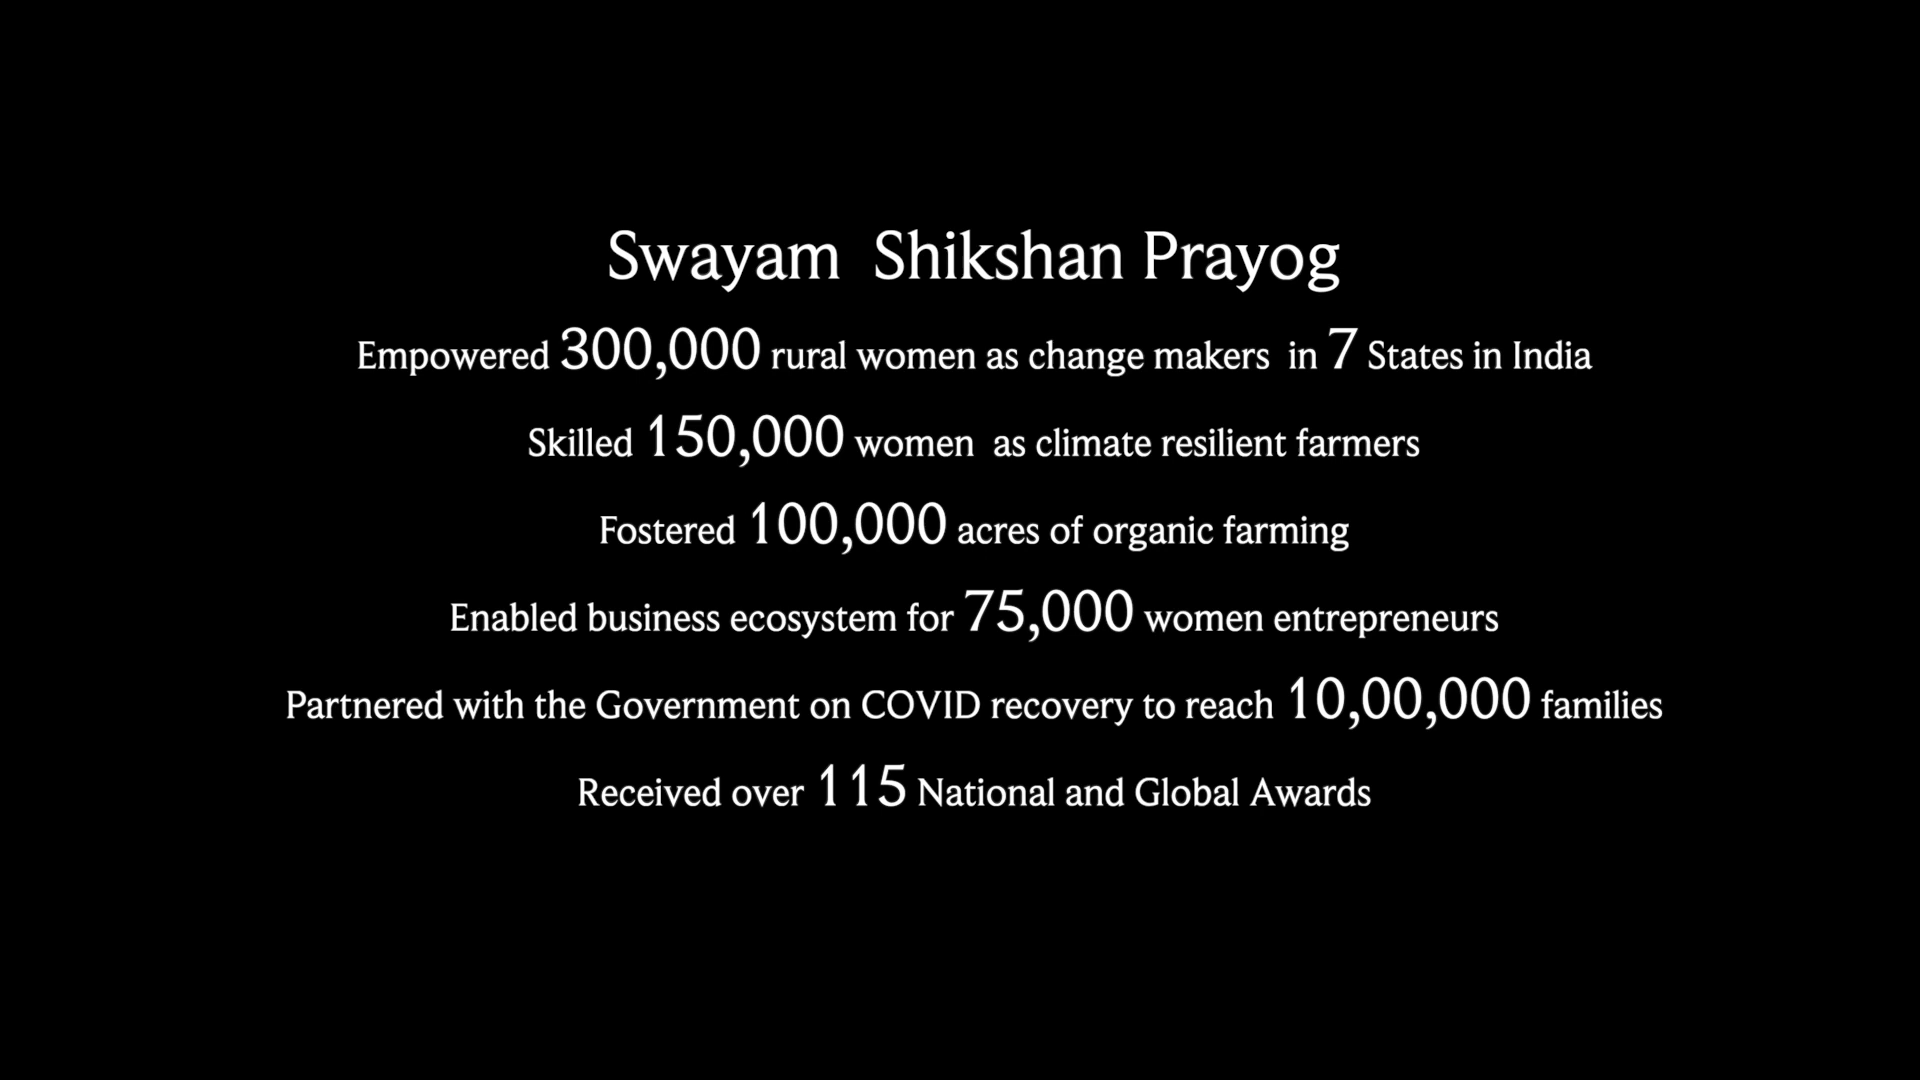 Swayam Shikshan Prayog
Empowered 300,000 rural women as change makers in 7 States in India
Skilled 150,000 women as climate resilient farmers
Fostered 100,000 acres of organic farming
Enabled business ecosystem for 75,000 women entrepreneurs
Partnered with the Government on COVID recovery to reach 10,00,000 families
Received over 115 National and Global Awards